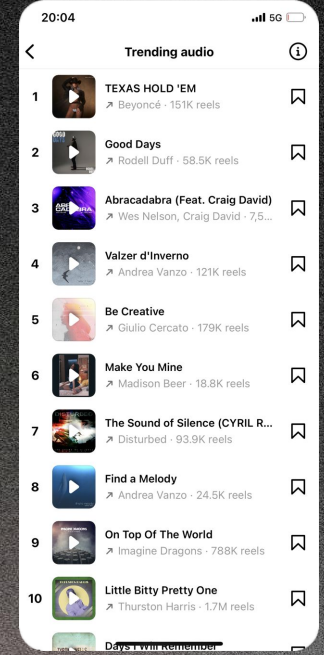 20:04
5G
Trending audio
1
TEXAS HOLD 'EM
Beyoncé · 151K reels
2
Good Days
Rodell Duff · 58.5K reels
3
Abracadabra (Feat. Craig David)
Wes Nelson, Craig David · 7,5...
4
Valzer d'Inverno
Andrea Vanzo · 121K reels
5
Be Creative
Giulio Cercato · 179K reels
6
Make You Mine
Madison Beer · 18.8K reels
7
The Sound of Silence (CYRIL R...
Disturbed · 93.9K reels
8
Find a Melody
Andrea Vanzo · 24.5K reels
9
On Top Of The World
Imagine Dragons · 788K reels
10
Little Bitty Pretty One
Thurston Harris · 1.7M reels
Days I Will Remember